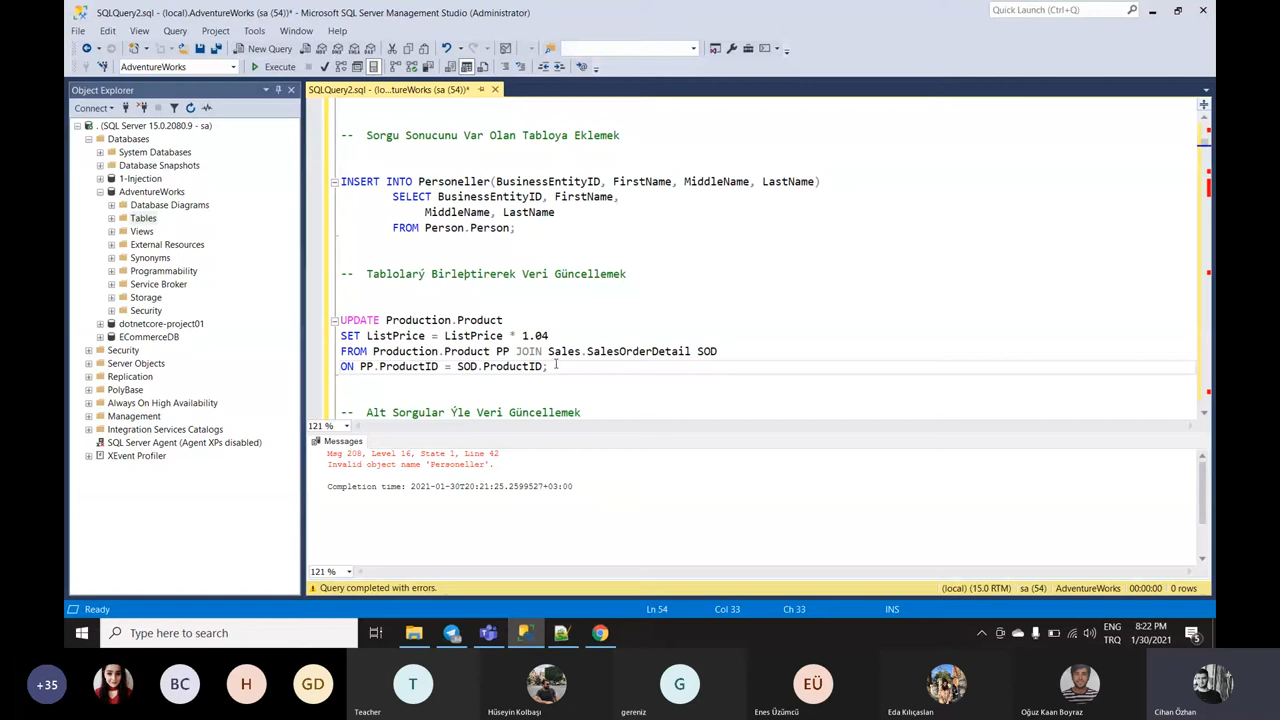 SQLQuery2.sql - (local).AdventureWorks (sa (54))* - Microsoft SQL Server Management Studio (Administrator)
Quick Launch (Ctrl+Q)
File Edit View Query Project Tools Window Help
New Query
AdventureWorks
Execute
Object Explorer
SQLQuery2.sql - (lo...tureWorks (sa (54))*
Connect
. (SQL Server 15.0.2080.9 - sa)
Databases
System Databases
Database Snapshots
1-Injection
AdventureWorks
Database Diagrams
Tables
Views
External Resources
Synonyms
Programmability
Service Broker
Storage
Security
dotnetcore-project01
ECommerceDB
Security
Server Objects
Replication
PolyBase
Always On High Availability
Management
Integration Services Catalogs
SQL Server Agent (Agent XPs disabled)
XEvent Profiler
-- Sorgu Sonucunu Var Olan Tabloya Eklemek
INSERT INTO Personeller(BusinessEntityID, FirstName, MiddleName, LastName)
SELECT BusinessEntityID, FirstName,
MiddleName, LastName
FROM Person.Person;
-- Tablolarý Birleþtirerek Veri Güncellemek
UPDATE Production.Product
SET ListPrice = ListPrice * 1.04
FROM Production.Product PP JOIN Sales.SalesOrderDetail SOD
ON PP.ProductID = SOD.ProductID;
-- Alt Sorgular Ýle Veri Güncellemek
121 %
Messages
Msg 208, Level 16, State 1, Line 42
Invalid object name 'Personeller'.
Completion time: 2021-01-30T20:21:25.2599527+03:00
121 %
Query completed with errors.
(local) (15.0 RTM) sa (54) AdventureWorks 00:00:00 0 rows
Ready
Ln 54 Col 33 Ch 33 INS
Type here to search
ENG
TRQ
8:22 PM
1/30/2021
5
+35
BC
H
GD
T
Teacher
Hüseyin Kolbaşı
G
gereniz
EÜ
Enes Üzümcü
Eda Kılıçaslan
Oğuz Kaan Boyraz
Cihan Özhan